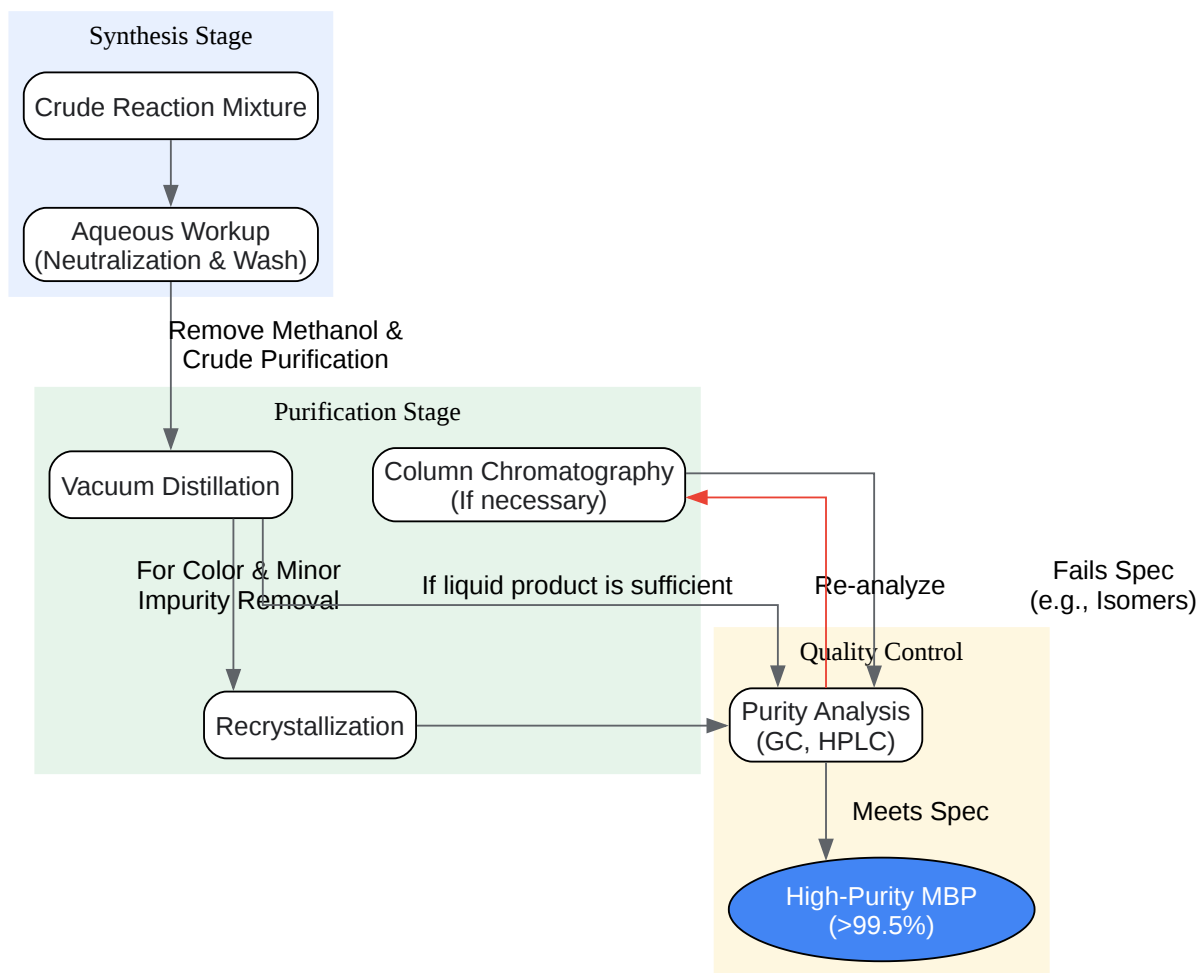 Synthesis Stage
Crude Reaction Mixture
Aqueous Workup
(Neutralization & Wash)
Remove Methanol &
Crude Purification
Purification Stage
Vacuum Distillation
Column Chromatography
(If necessary)
For Color & Minor
Impurity Removal
If liquid product is sufficient
Re-analyze
Fails Spec
(e.g., Isomers)
Quality Control
Recrystallization
Purity Analysis
(GC, HPLC)
Meets Spec
High-Purity MBP
(>99.5%)